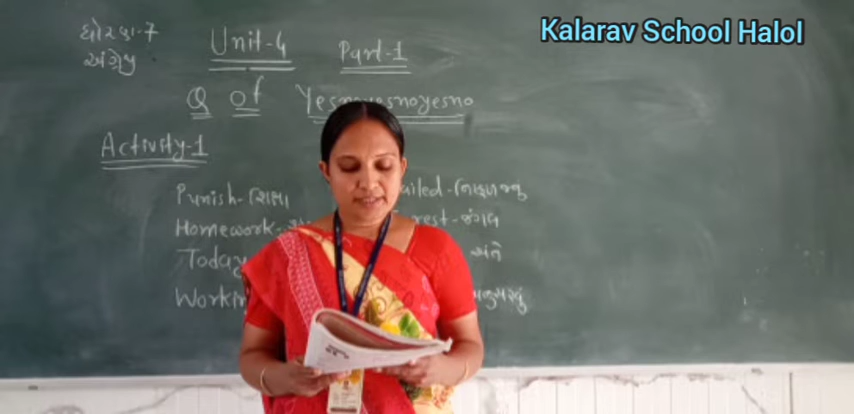 Kalarav School Halol
ધોરણ-7
અંગ્રેજી
Unit-4 Part-1
Q of Yesnoyesnoyesno
Activity-1
Punish-શિક્ષા ailed-નિષ્ફળ જવું
Homework- rest-જંગલ
Today અંતે